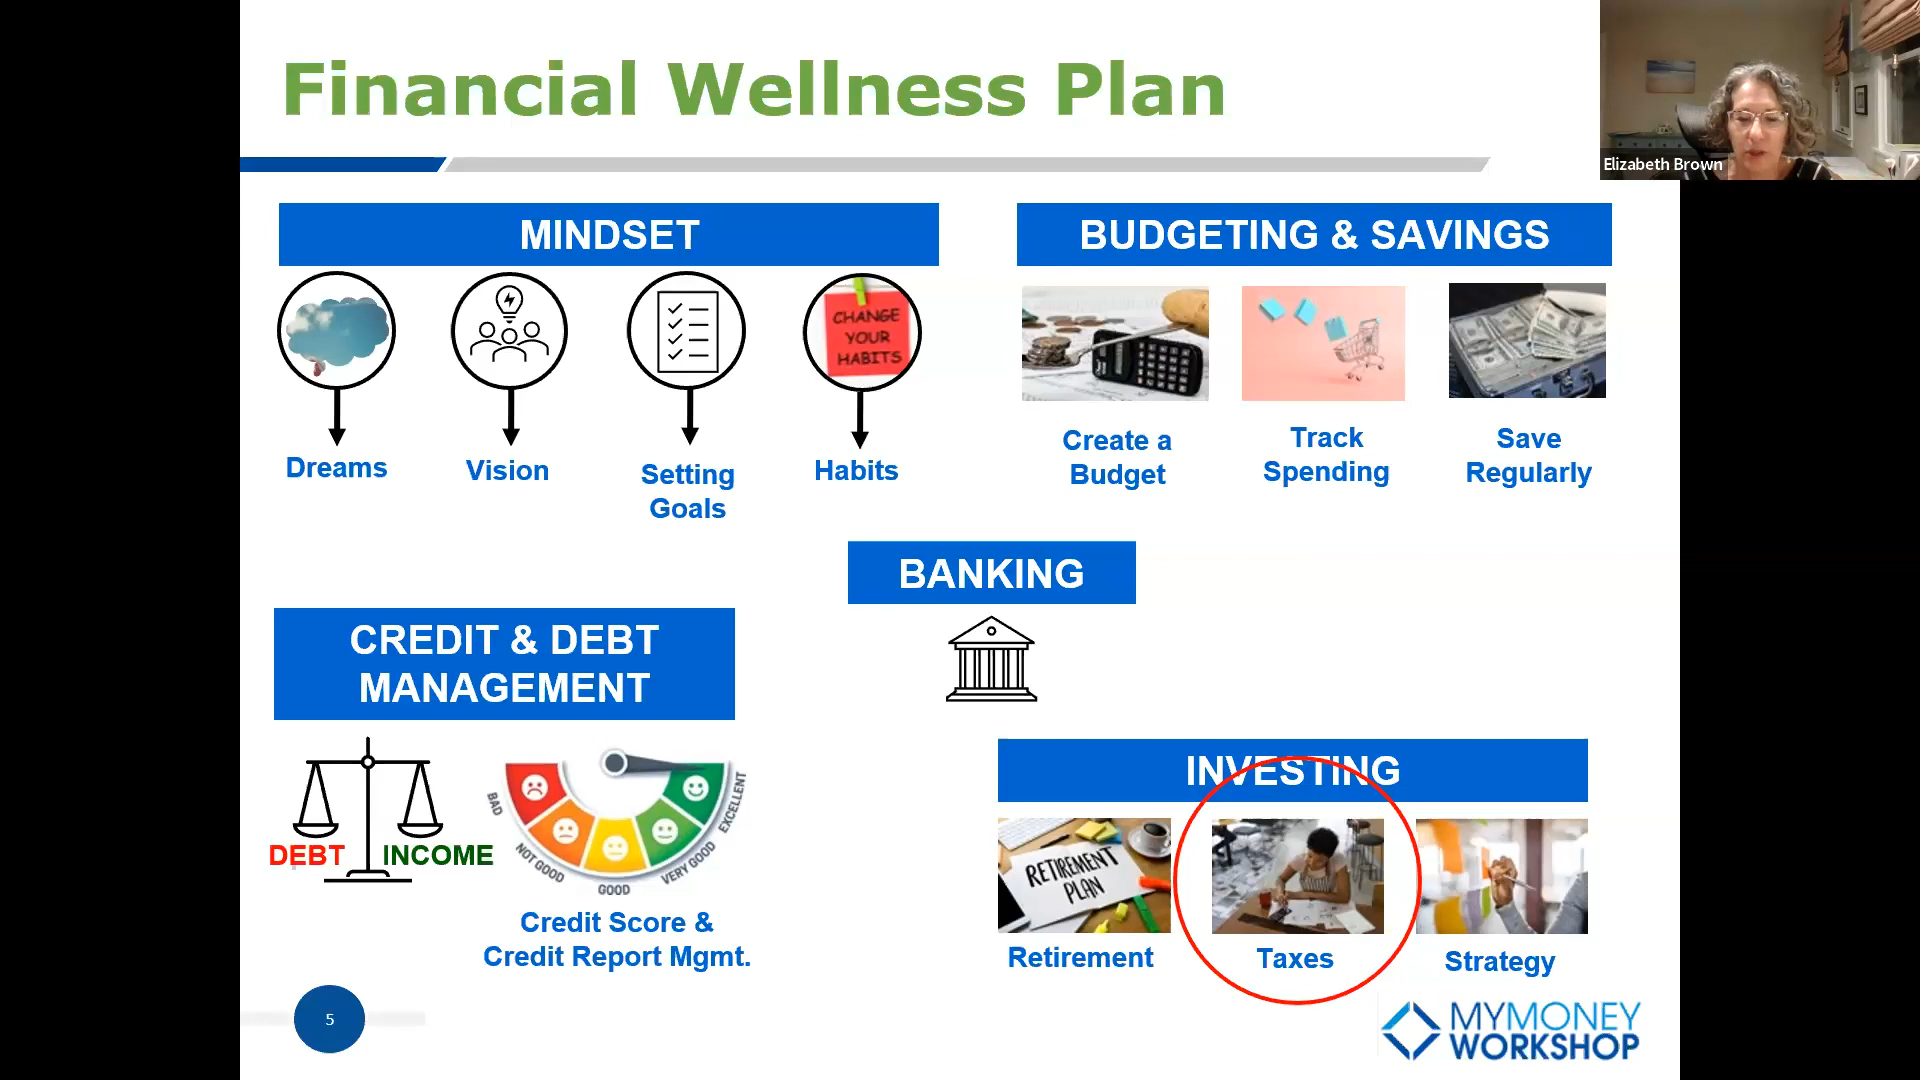 Financial Wellness Plan
Elizabeth Brown
MINDSET
CHANGE
YOUR
HABITS
Dreams
Vision
Setting
Goals
Habits
BUDGETING & SAVINGS
Create a
Budget
Track
Spending
Save
Regularly
BANKING
CREDIT & DEBT
MANAGEMENT
DEBT
INCOME
BAD
NOT GOOD
GOOD
VERY GOOD
EXCELLENT
Credit Score &
Credit Report Mgmt.
INVESTING
RETIREMENT
PLAN
Retirement
Taxes
Strategy
5
MYMONEY
WORKSHOP